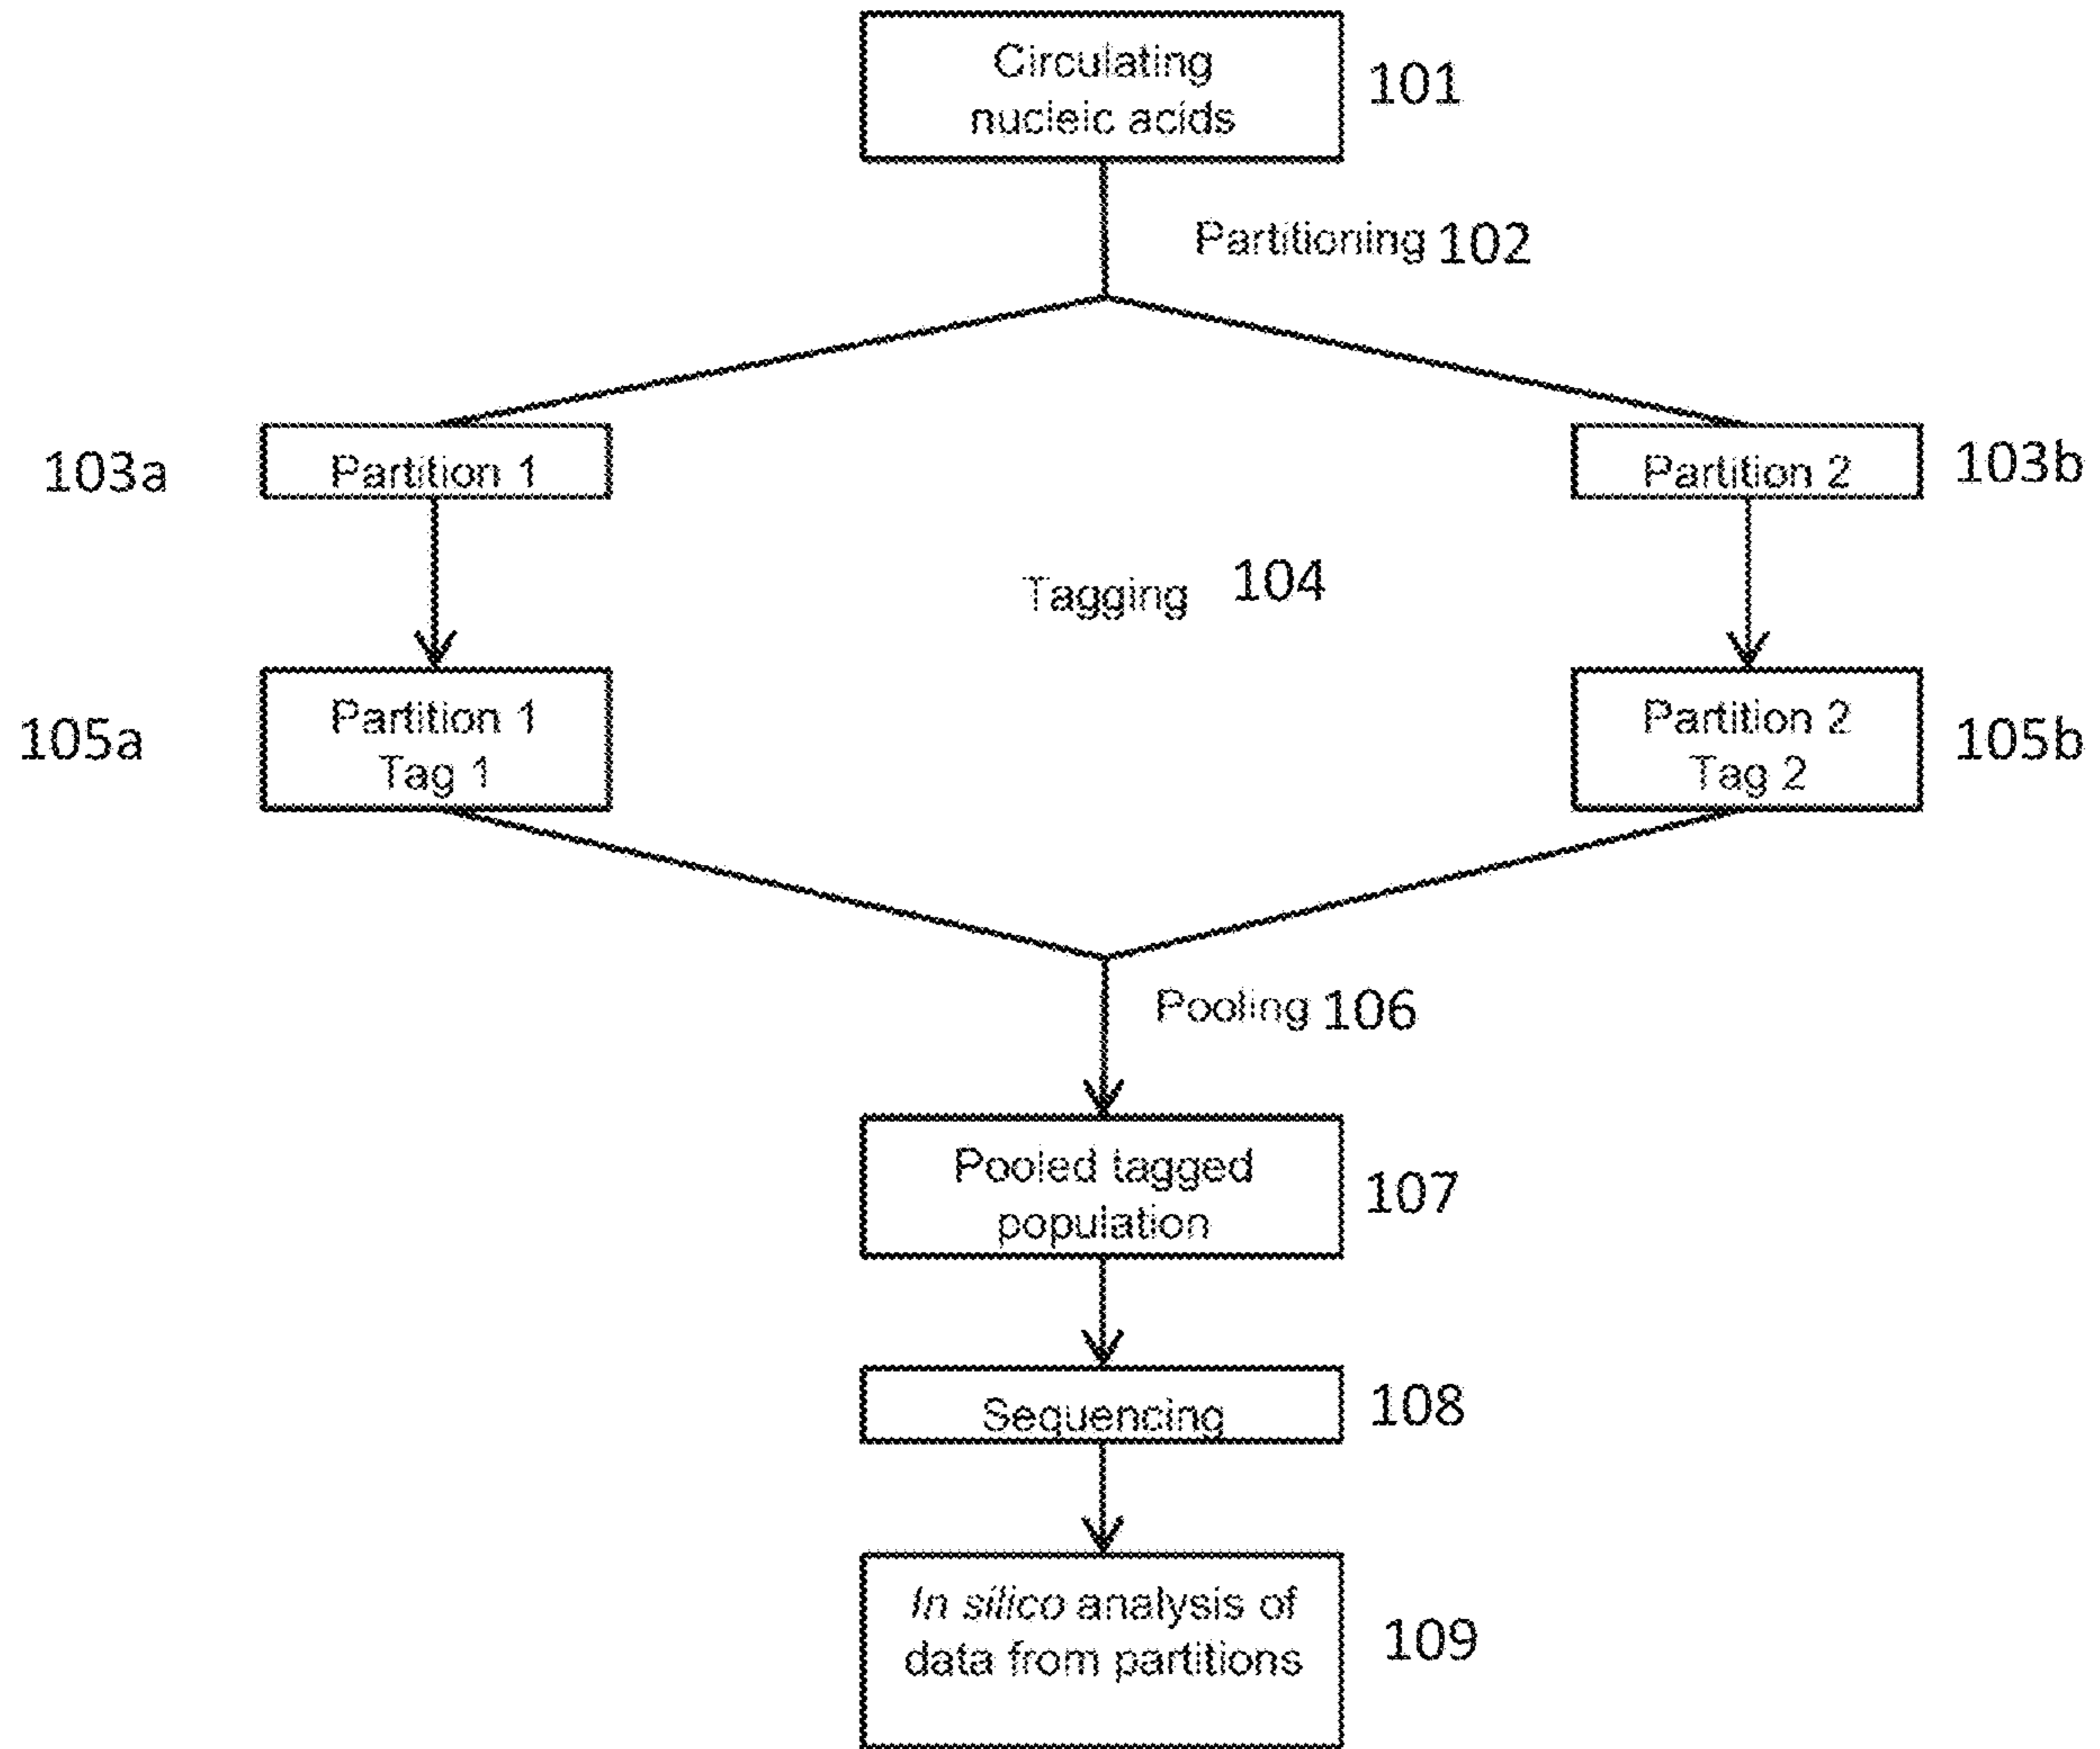 Circulating
nucleic acids
101
Partitioning 102
103a
Partition 1
Partition 2
103b
Tagging 104
105a
Partition 1
Tag 1
Partition 2
Tag 2
105b
Pooling 106
Pooled tagged
population
107
Sequencing
108
In silico analysis of
data from partitions
109